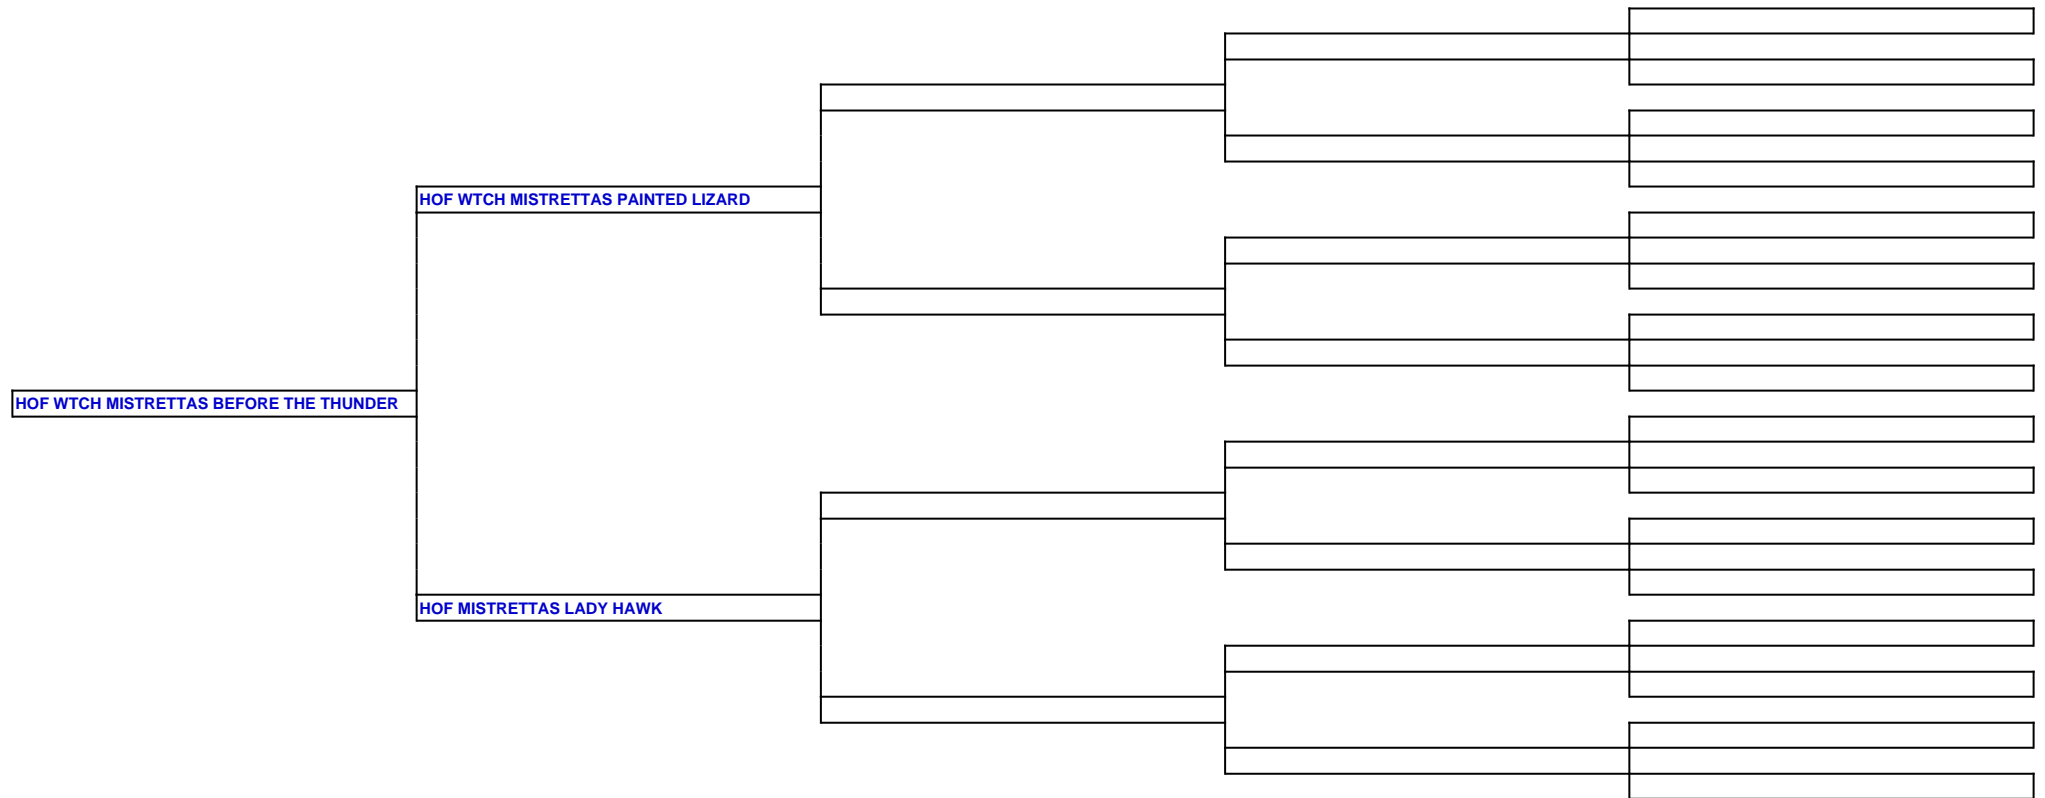 HOF WTCH MISTRETTAS PAINTED LIZARD
HOF WTCH MISTRETTAS BEFORE THE THUNDER
HOF MISTRETTAS LADY HAWK